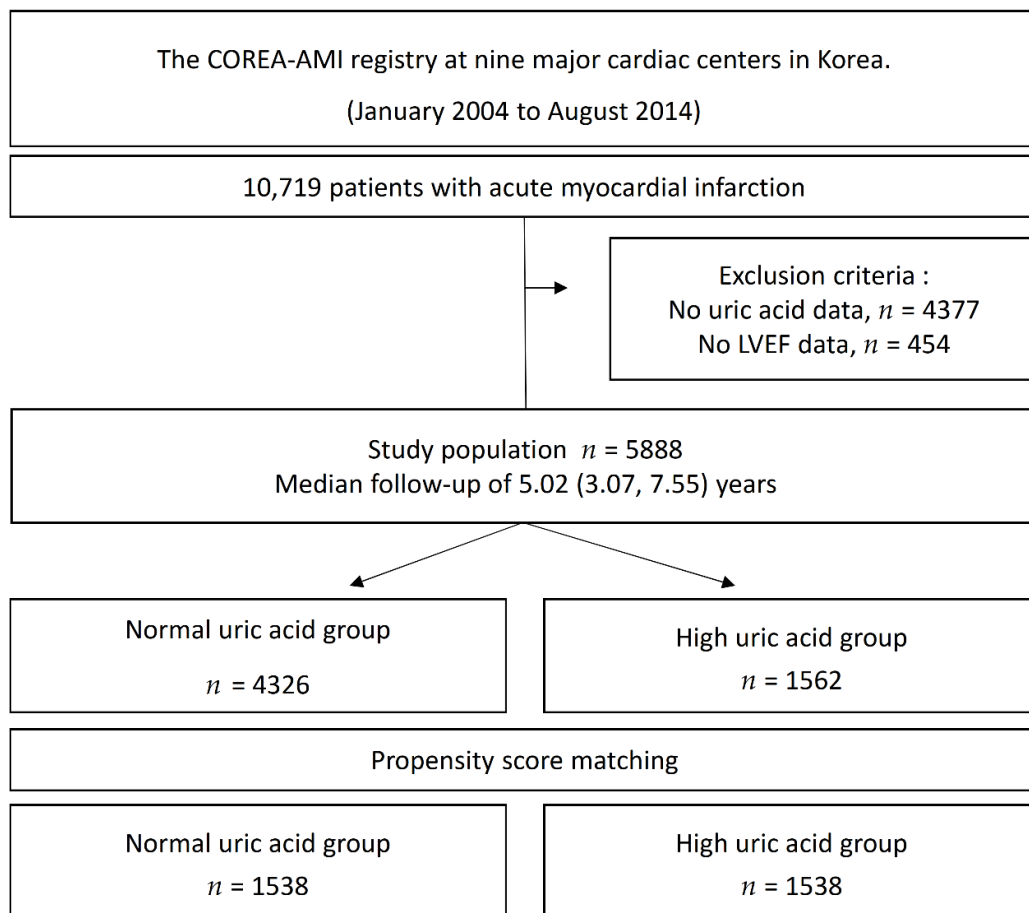 The COREA-AMI registry at nine major cardiac centers in Korea.
(January 2004 to August 2014)
10,719 patients with acute myocardial infarction
Exclusion criteria :
No uric acid data, n = 4377
No LVEF data, n = 454
Study population n = 5888
Median follow-up of 5.02 (3.07, 7.55) years
Normal uric acid group
n = 4326
High uric acid group
n = 1562
Propensity score matching
Normal uric acid group
n = 1538
High uric acid group
n = 1538